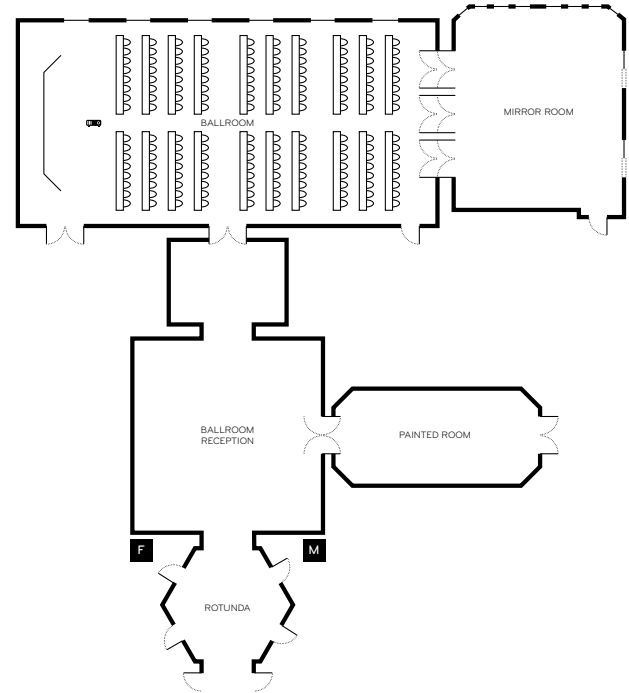 BALLROOM
MIRROR ROOM
BALLROOM
RECEPTION
PAINTED ROOM
F
M
ROTUNDA